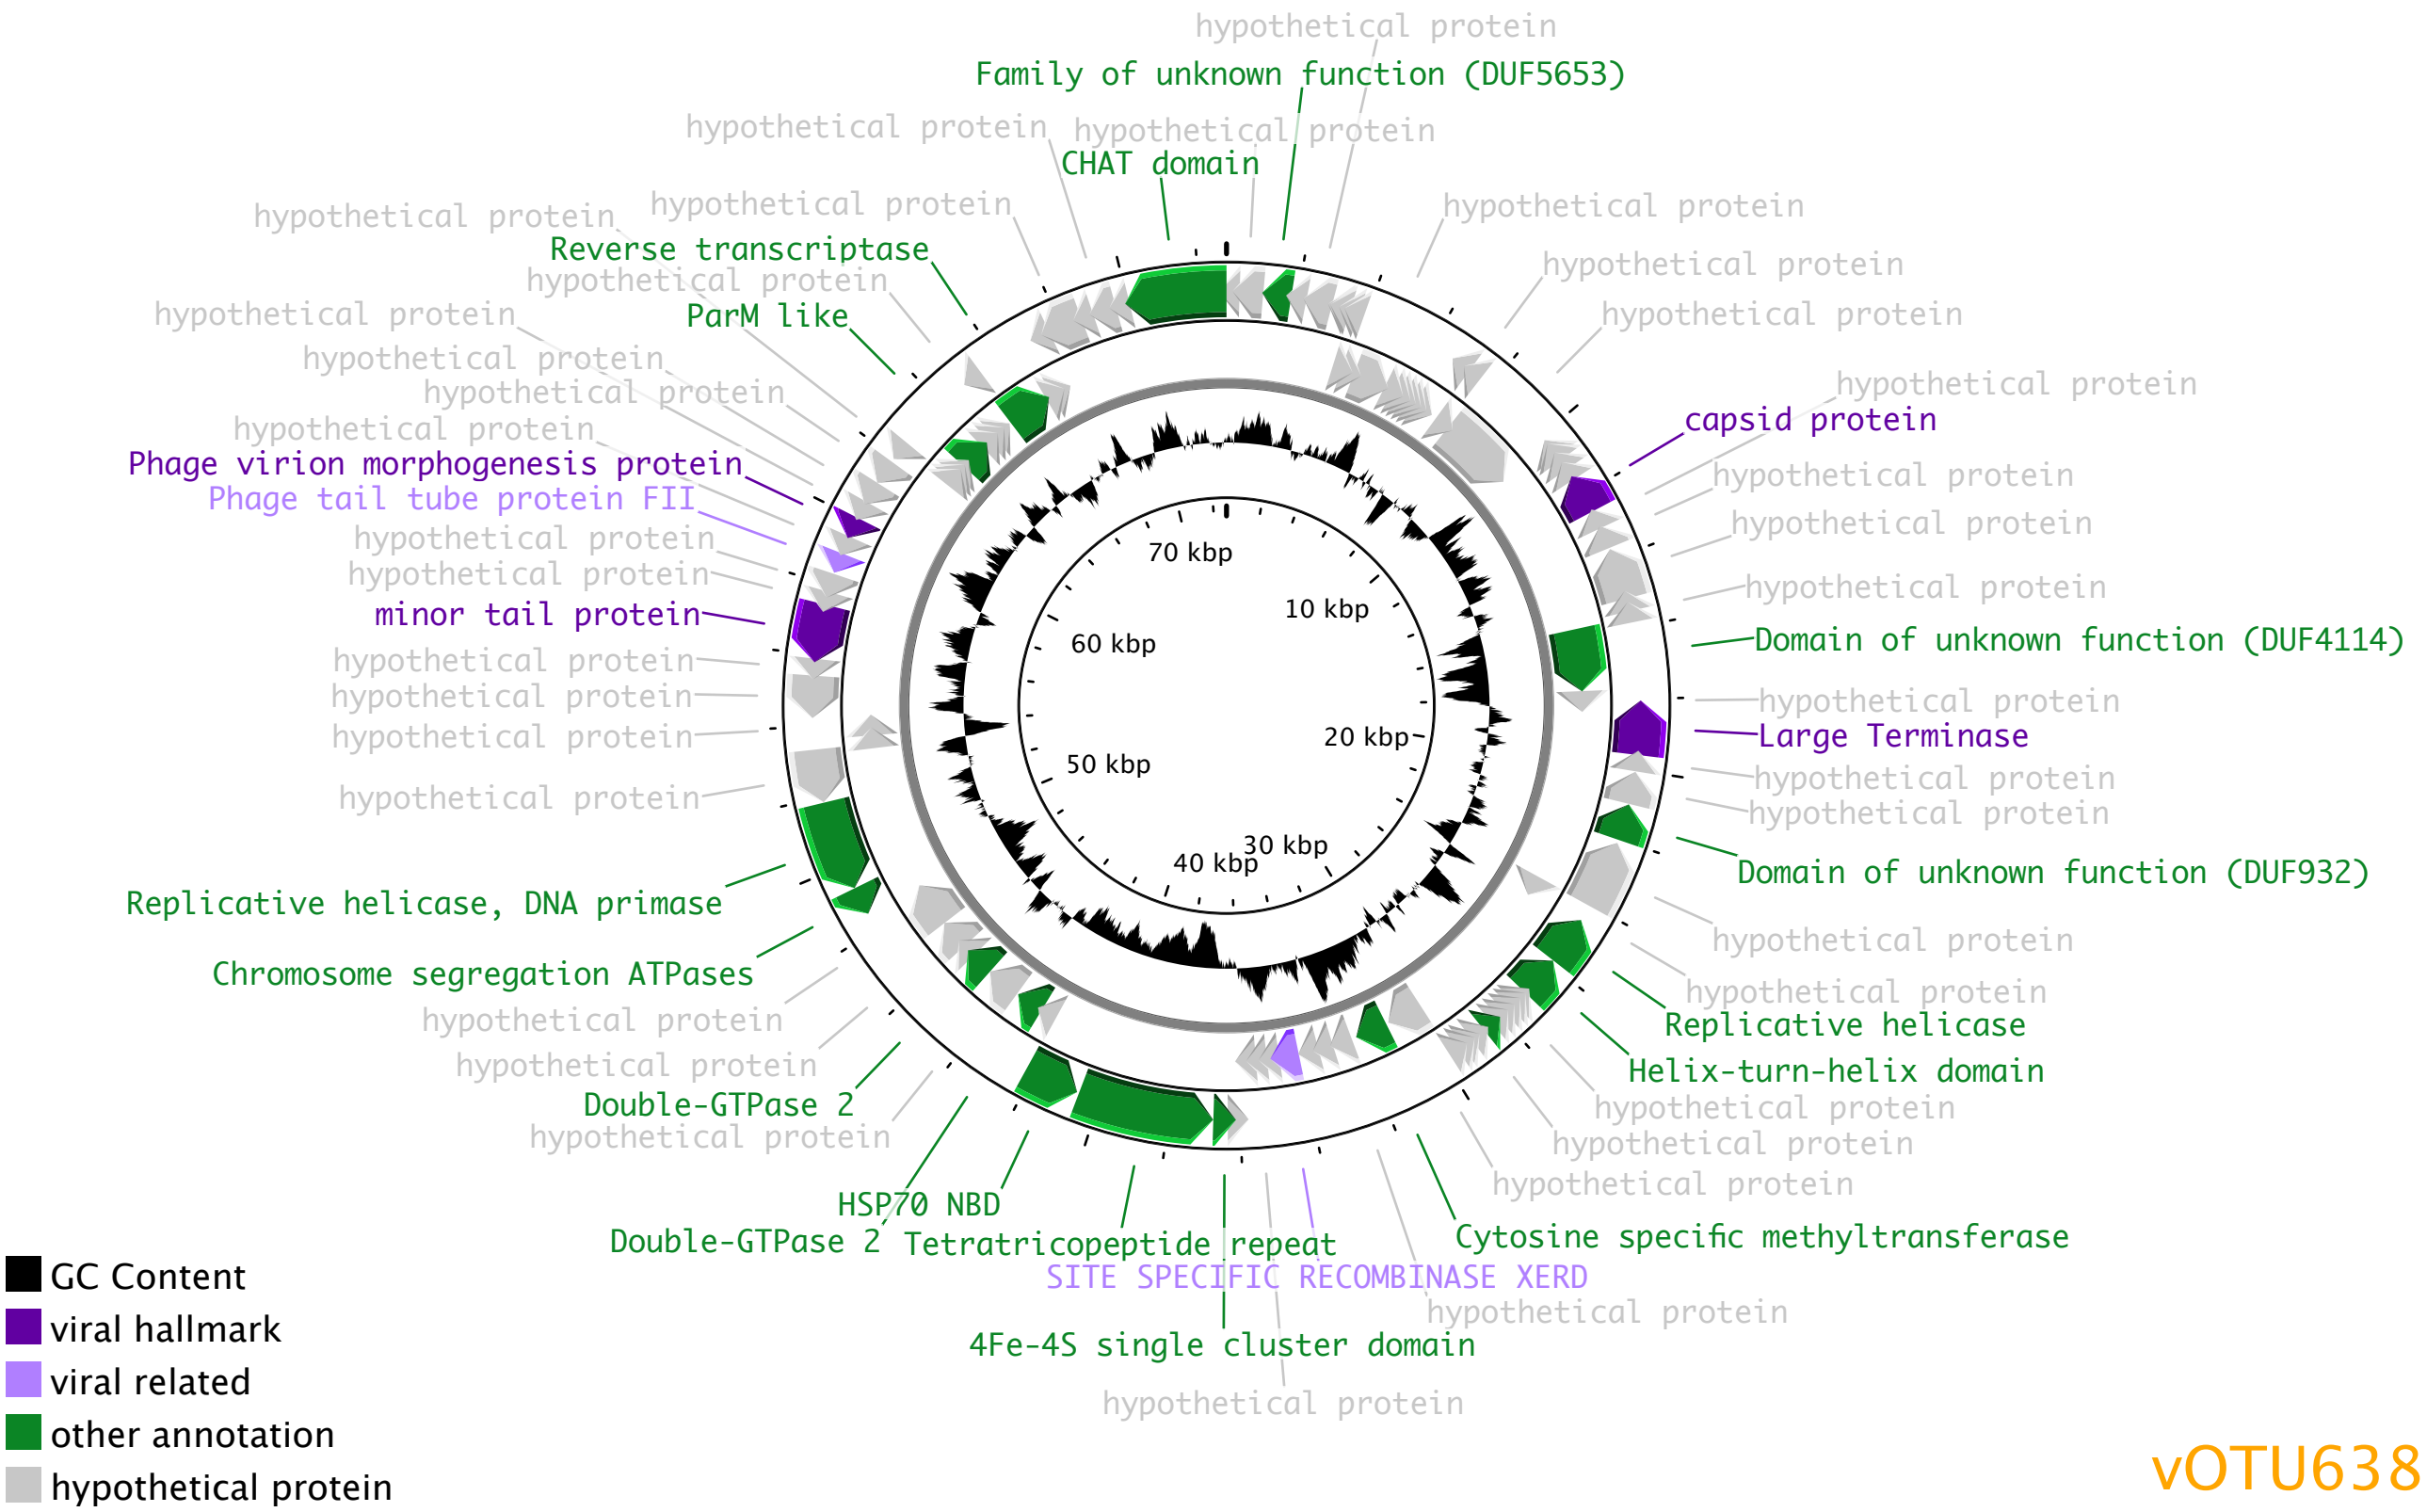 hypothetical protein
Family of unknown function (DUF5653)
hypothetical protein
hypothetical protein
CHAT domain
hypothetical protein
hypothetical protein
hypothetical protein
Reverse transcriptase
hypothetical protein
hypothetical protein
hypothetical protein
ParM like
hypothetical protein
hypothetical protein
hypothetical protein
hypothetical protein
capsid protein
hypothetical protein
hypothetical protein
Phage virion morphogenesis protein
hypothetical protein
Phage tail tube protein FII
hypothetical protein
hypothetical protein
70 kbp
hypothetical protein
hypothetical protein
10 kbp
minor tail protein
60 kbp
Domain of unknown function (DUF4114)
hypothetical protein
hypothetical protein
hypothetical protein
hypothetical protein
20 kbp
Large Terminase
50 kbp
hypothetical protein
hypothetical protein
hypothetical protein
30 kbp
40 kbp
Domain of unknown function (DUF932)
Replicative helicase, DNA primase
hypothetical protein
Chromosome segregation ATPases
hypothetical protein
hypothetical protein
Replicative helicase
hypothetical protein
Helix-turn-helix domain
Double-GTPase 2
hypothetical protein
hypothetical protein
hypothetical protein
hypothetical protein
HSP70 NBD
Double-GTPase 2
Tetratricopeptide repeat
Cytosine specific methyltransferase
SITE SPECIFIC RECOMBINASE XERD
hypothetical protein
4Fe-4S single cluster domain
hypothetical protein
GC Content
viral hallmark
viral related
other annotation
hypothetical protein
vOTU638